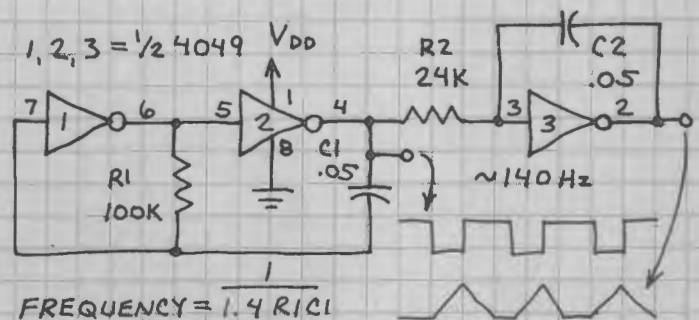 1, 2, 3 = 1/2 4049
VDD
R2
24K
C2
.05
7
1
6
5
2
1
4
8
3
3
2
R1
100K
C1
.05
~140 Hz
FREQUENCY = 1 / 1.4 R1C1